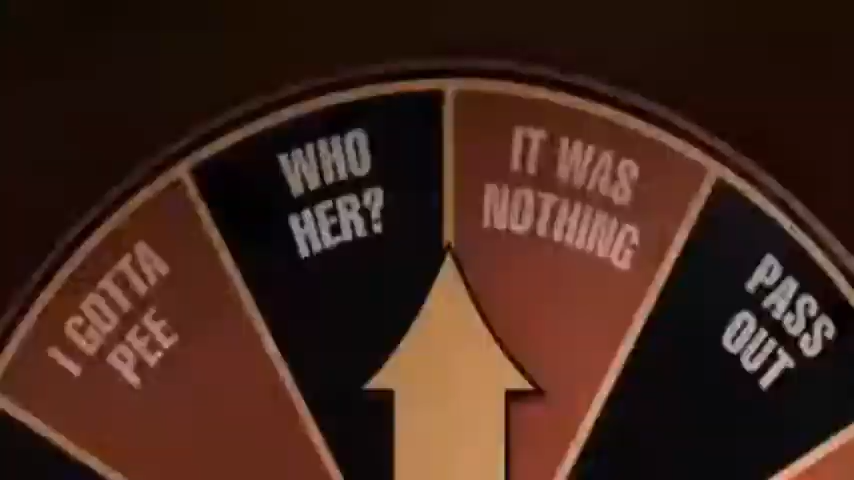 I GOTTA
PEE
WHO
HER?
IT WAS
NOTHING
PASS
OUT